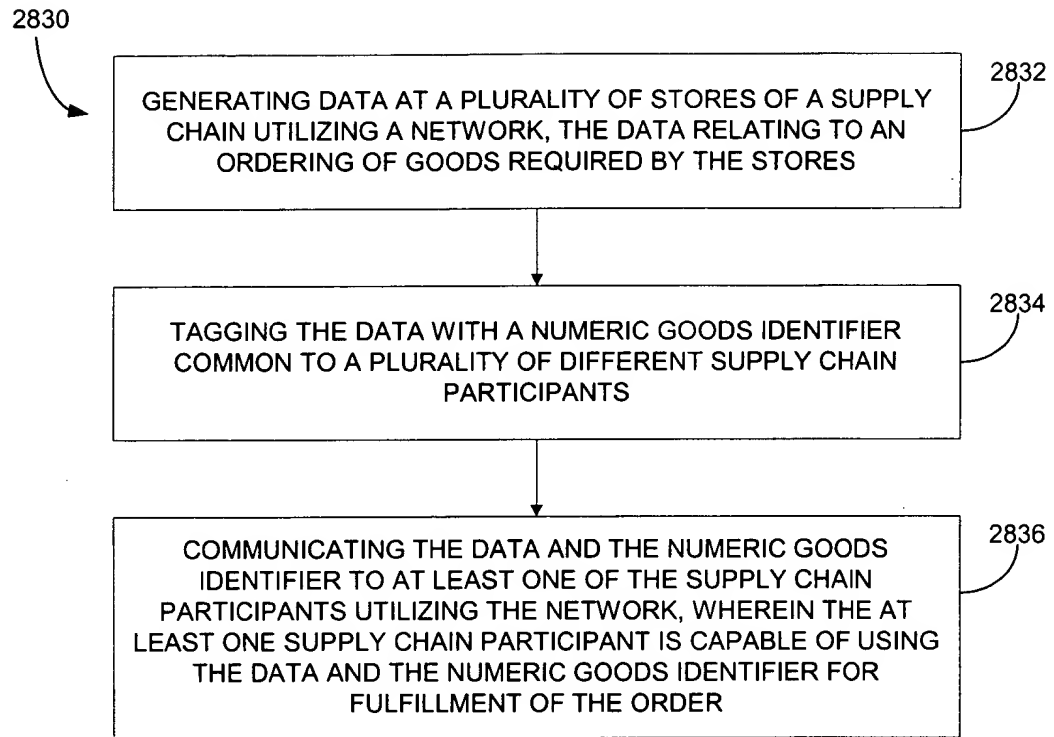 2830
2832
GENERATING DATA AT A PLURALITY OF STORES OF A SUPPLY
CHAIN UTILIZING A NETWORK, THE DATA RELATING TO AN
ORDERING OF GOODS REQUIRED BY THE STORES
2834
TAGGING THE DATA WITH A NUMERIC GOODS IDENTIFIER
COMMON TO A PLURALITY OF DIFFERENT SUPPLY CHAIN
PARTICIPANTS
2836
COMMUNICATING THE DATA AND THE NUMERIC GOODS
IDENTIFIER TO AT LEAST ONE OF THE SUPPLY CHAIN
PARTICIPANTS UTILIZING THE NETWORK, WHEREIN THE AT
LEAST ONE SUPPLY CHAIN PARTICIPANT IS CAPABLE OF USING
THE DATA AND THE NUMERIC GOODS IDENTIFIER FOR
FULFILLMENT OF THE ORDER